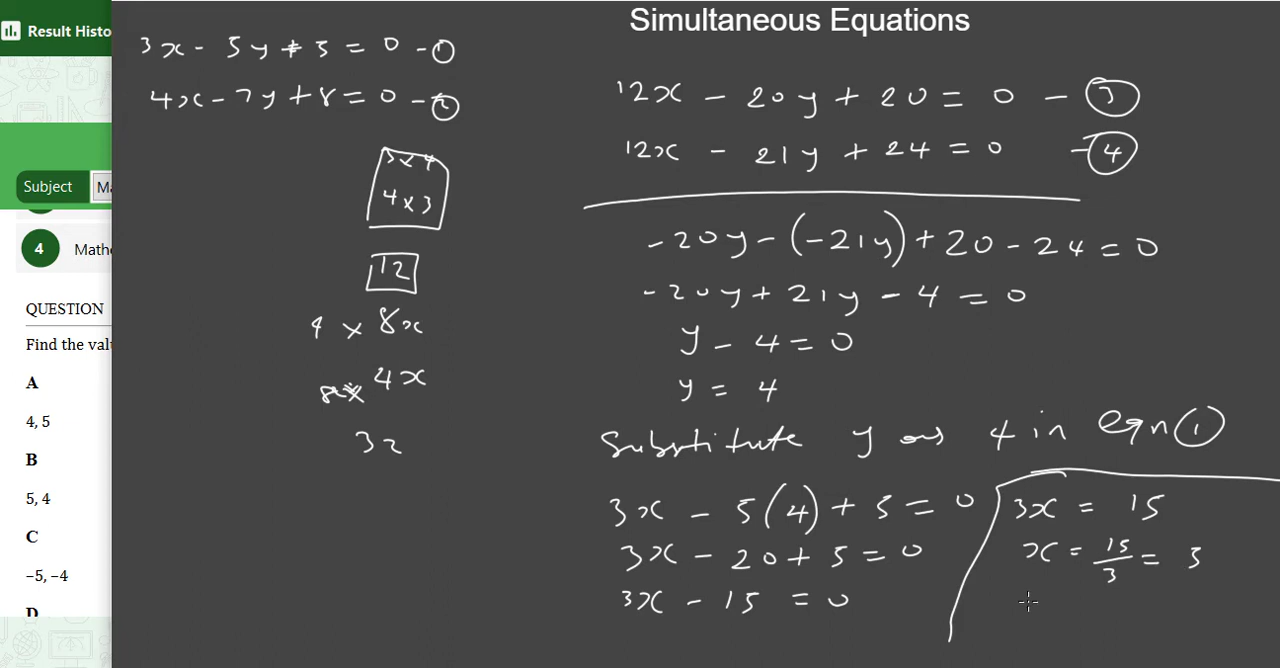 Result Histo
Subject
Ma
4
Mathe
QUESTION
Find the valu
A
4, 5
B
5, 4
C
−5, −4
D
Simultaneous Equations
3x - 5y + 5 = 0 - ①
4x - 7y + 8 = 0 - ②
3 x 4
4 x 3
12
4 x 8x
8 x 4x
32
12x - 20y + 20 = 0 - ③
12x - 21y + 24 = 0 - ④
-20y - (-21y) + 20 - 24 = 0
-20y + 21y - 4 = 0
y - 4 = 0
y = 4
Substitute y as 4 in eqn ①
3x - 5(4) + 5 = 0
3x - 20 + 5 = 0
3x - 15 = 0
3x = 15
x = 15/3 = 5